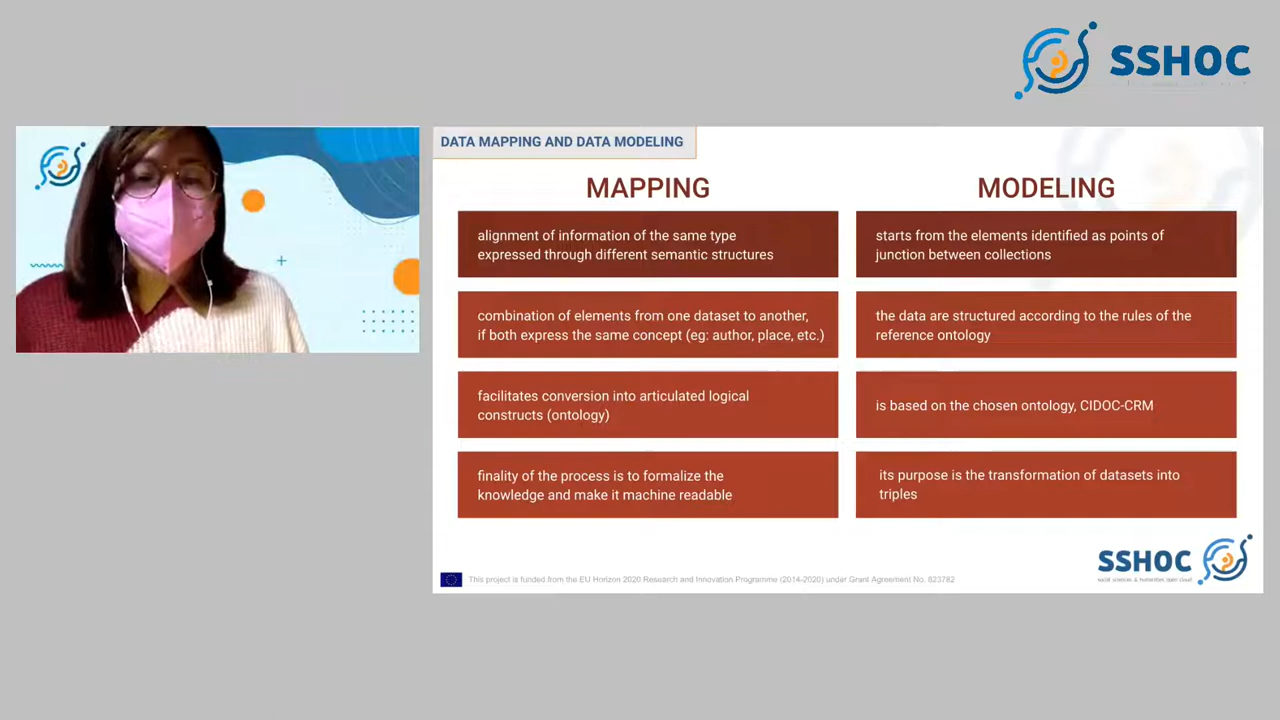 SSHOC
DATA MAPPING AND DATA MODELING
MAPPING
alignment of information of the same type
expressed through different semantic structures
combination of elements from one dataset to another,
if both express the same concept (eg: author, place, etc.)
facilitates conversion into articulated logical
constructs (ontology)
finality of the process is to formalize the
knowledge and make it machine readable
MODELING
starts from the elements identified as points of
junction between collections
the data are structured according to the rules of the
reference ontology
is based on the chosen ontology, CIDOC-CRM
its purpose is the transformation of datasets into
triples
SSHOC
social sciences & humanities open cloud
This project is funded from the EU Horizon 2020 Research and Innovation Programme (2014-2020) under Grant Agreement No. 823782